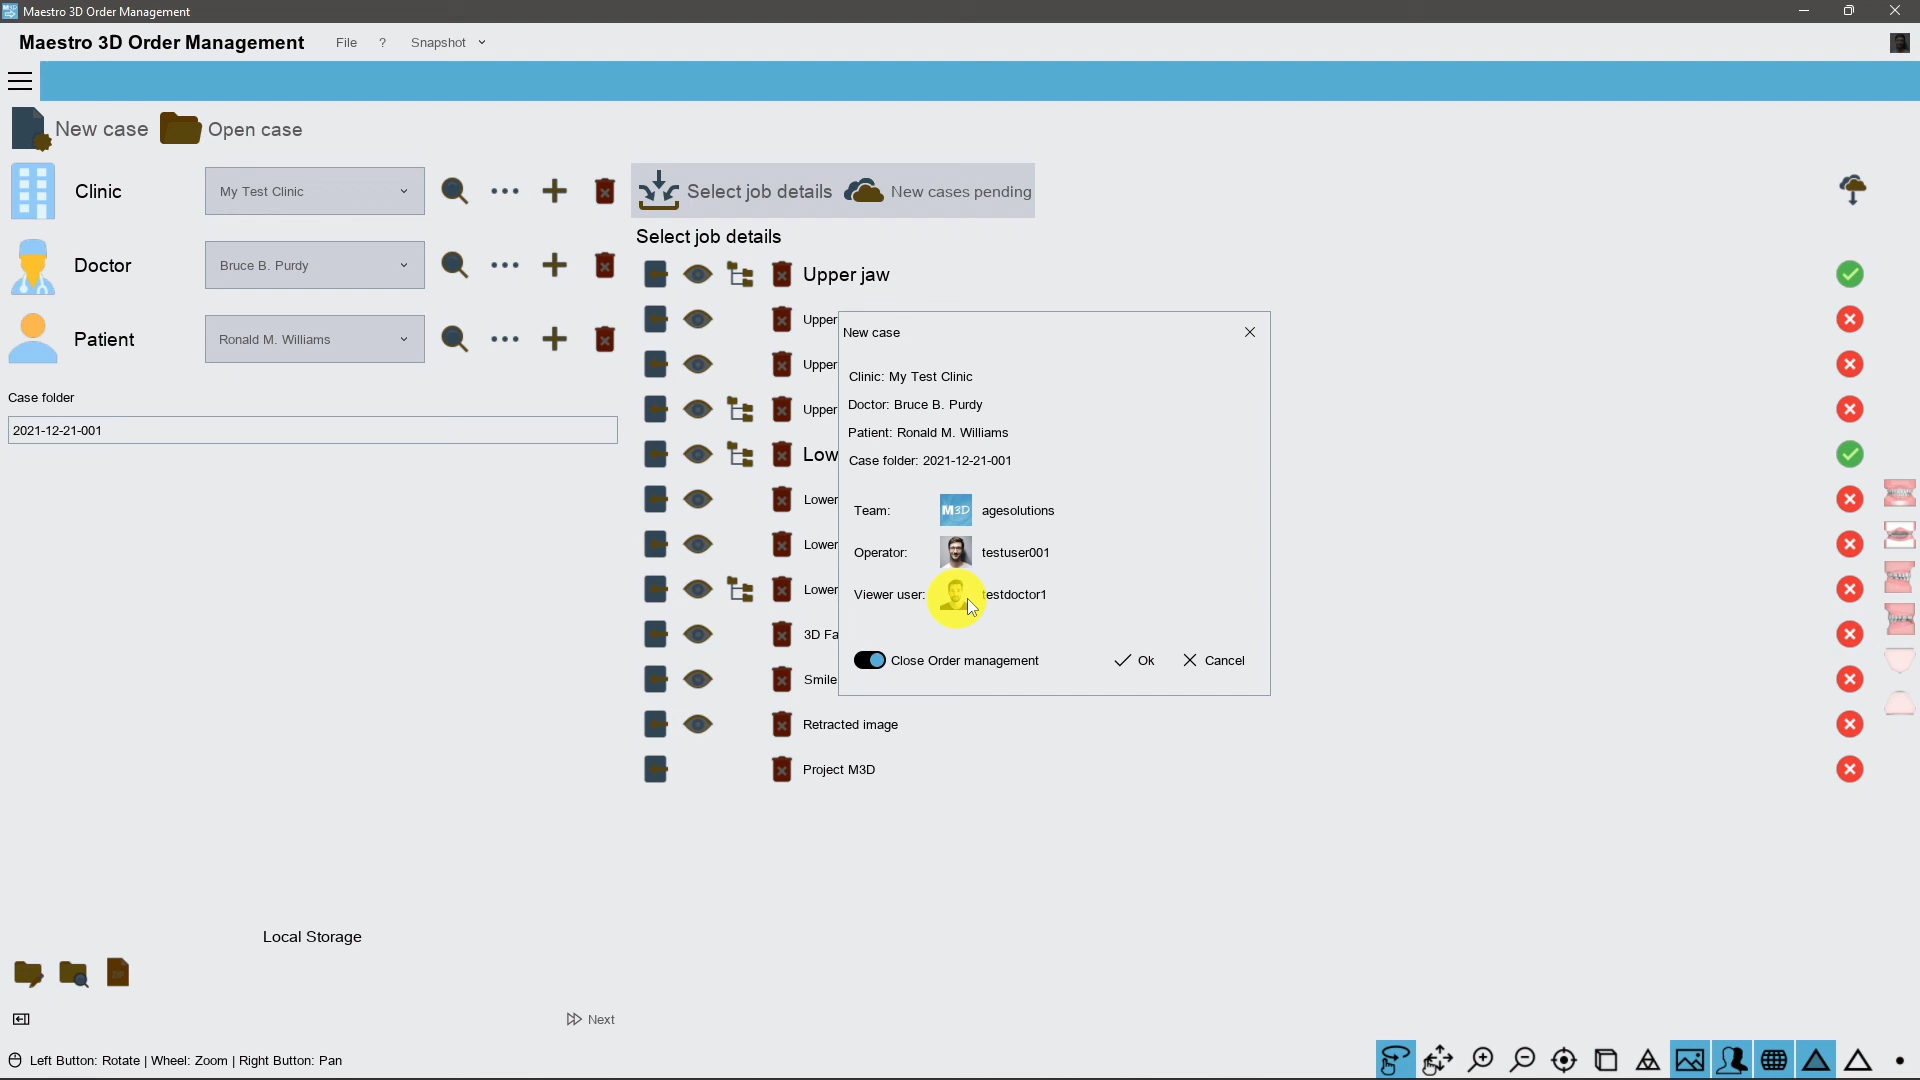 Maestro 3D Order Management
Maestro 3D Order Management File ? Snapshot
New case Open case
Clinic My Test Clinic Select job details New cases pending
Select job details
Doctor Bruce B. Purdy Upper jaw
Upper
Patient Ronald M. Williams Upper
Case folder Upper
2021-12-21-001
Low
Lower
Lower
Lower
3D Fa
Smile
Retracted image
Project M3D
New case
Clinic: My Test Clinic
Doctor: Bruce B. Purdy
Patient: Ronald M. Williams
Case folder: 2021-12-21-001
Team: M3D agesolutions
Operator: testuser001
Viewer user: testdoctor1
Close Order management Ok Cancel
Local Storage
ZIP
Next
Left Button: Rotate | Wheel: Zoom | Right Button: Pan